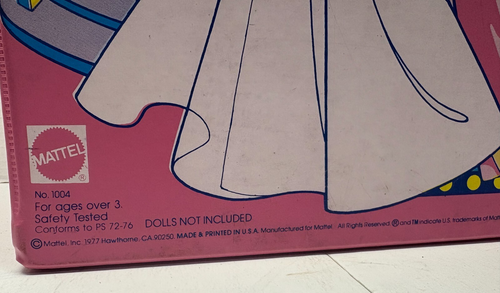 MATTEL
®
No. 1004
For ages over 3.
Safety Tested
Conforms to PS 72-76 DOLLS NOT INCLUDED
© Mattel, Inc. 1977 Hawthorne, CA 90250. MADE & PRINTED IN U.S.A. Manufactured for Mattel. All Rights Reserved. ® and TM indicate U.S. trademarks of